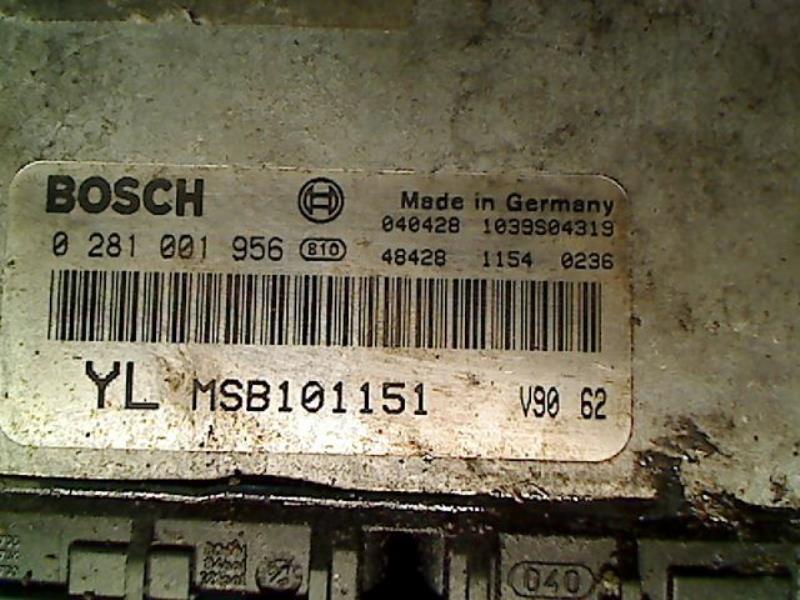 BOSCH
Made in Germany
040428 1039S04319
0 281 001 956 810
48428 1154 0236
YL MSB101151 V90 62
040